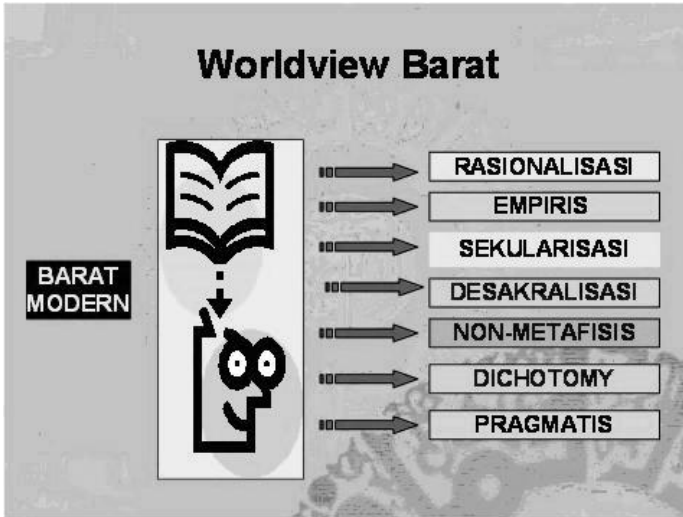 Worldview Barat
BARAT
MODERN
RASIONALISASI
EMPIRIS
SEKULARISASI
DESAKRALISASI
NON-METAFISIS
DICHOTOMY
PRAGMATIS